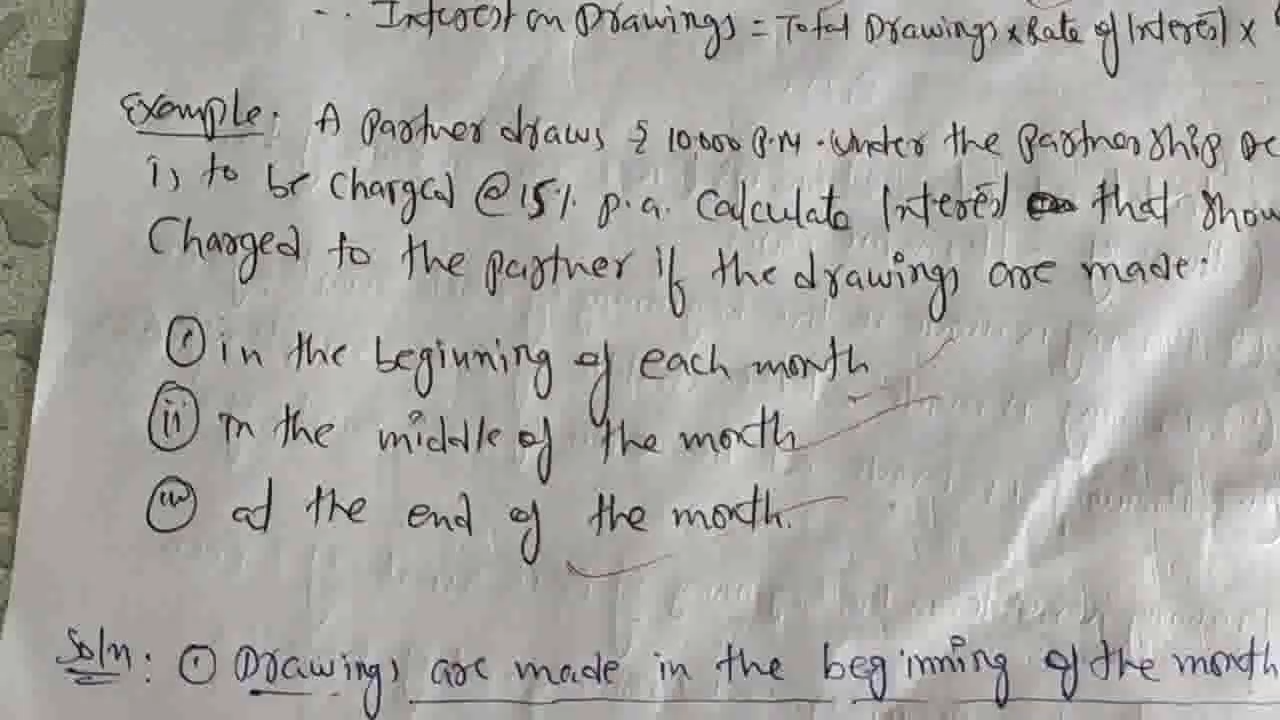 ∴ Interest on Drawings = Total Drawings x Rate of Interest x
Example: A Partner draws ₹ 10,000 P.M. Under the Partnership De
is to be charged @ 15% p.a. Calculate Interest that shou
Charged to the partner if the drawings are made:
(i) in the beginning of each month
(ii) in the middle of the month
(iii) at the end of the month.
Soln: (i) Drawings are made in the beginning of the month